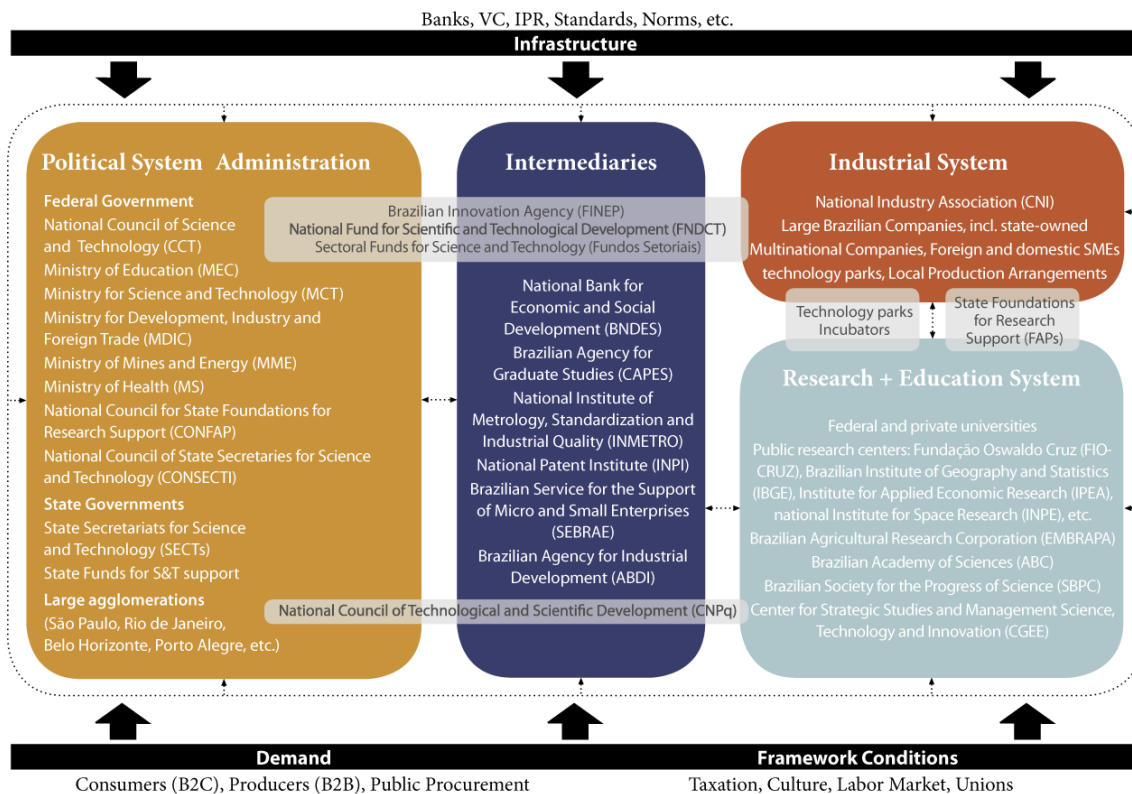 Banks, VC, IPR, Standards, Norms, etc.
Infrastructure
Political System Administration
Federal Government
National Council of Science
and Technology (CCT)
Ministry of Education (MEC)
Ministry for Science and Technology (MCT)
Ministry for Development, Industry and
Foreign Trade (MDIC)
Ministry of Mines and Energy (MME)
Ministry of Health (MS)
National Council for State Foundations for
Research Support (CONFAP)
National Council of State Secretaries for Science
and Technology (CONSECTI)
State Governments
State Secretariats for Science
and Technology (SECTs)
State Funds for S&T support
Large agglomerations
(São Paulo, Rio de Janeiro,
Belo Horizonte, Porto Alegre, etc.)
Intermediaries
Brazilian Innovation Agency (FINEP)
National Fund for Scientific and Technological Development (FNDCT)
Sectoral Funds for Science and Technology (Fundos Setoriais)
National Bank for
Economic and Social
Development (BNDES)
Brazilian Agency for
Graduate Studies (CAPES)
National Institute of
Metrology, Standardization and
Industrial Quality (INMETRO)
National Patent Institute (INPI)
Brazilian Service for the Support
of Micro and Small Enterprises
(SEBRAE)
Brazilian Agency for Industrial
Development (ABDI)
National Council of Technological and Scientific Development (CNPq)
Industrial System
National Industry Association (CNI)
Large Brazilian Companies, incl. state-owned
Multinational Companies, Foreign and domestic SMEs
technology parks, Local Production Arrangements
Technology parks
Incubators
State Foundations
for Research
Support (FAPs)
Research + Education System
Federal and private universities
Public research centers: Fundação Oswaldo Cruz (FIO-
CRUZ), Brazilian Institute of Geography and Statistics
(IBGE), Institute for Applied Economic Research (IPEA),
national Institute for Space Research (INPE), etc.
Brazilian Agricultural Research Corporation (EMBRAPA)
Brazilian Academy of Sciences (ABC)
Brazilian Society for the Progress of Science (SBPC)
Center for Strategic Studies and Management Science,
Technology and Innovation (CGEE)
Demand
Framework Conditions
Consumers (B2C), Producers (B2B), Public Procurement
Taxation, Culture, Labor Market, Unions